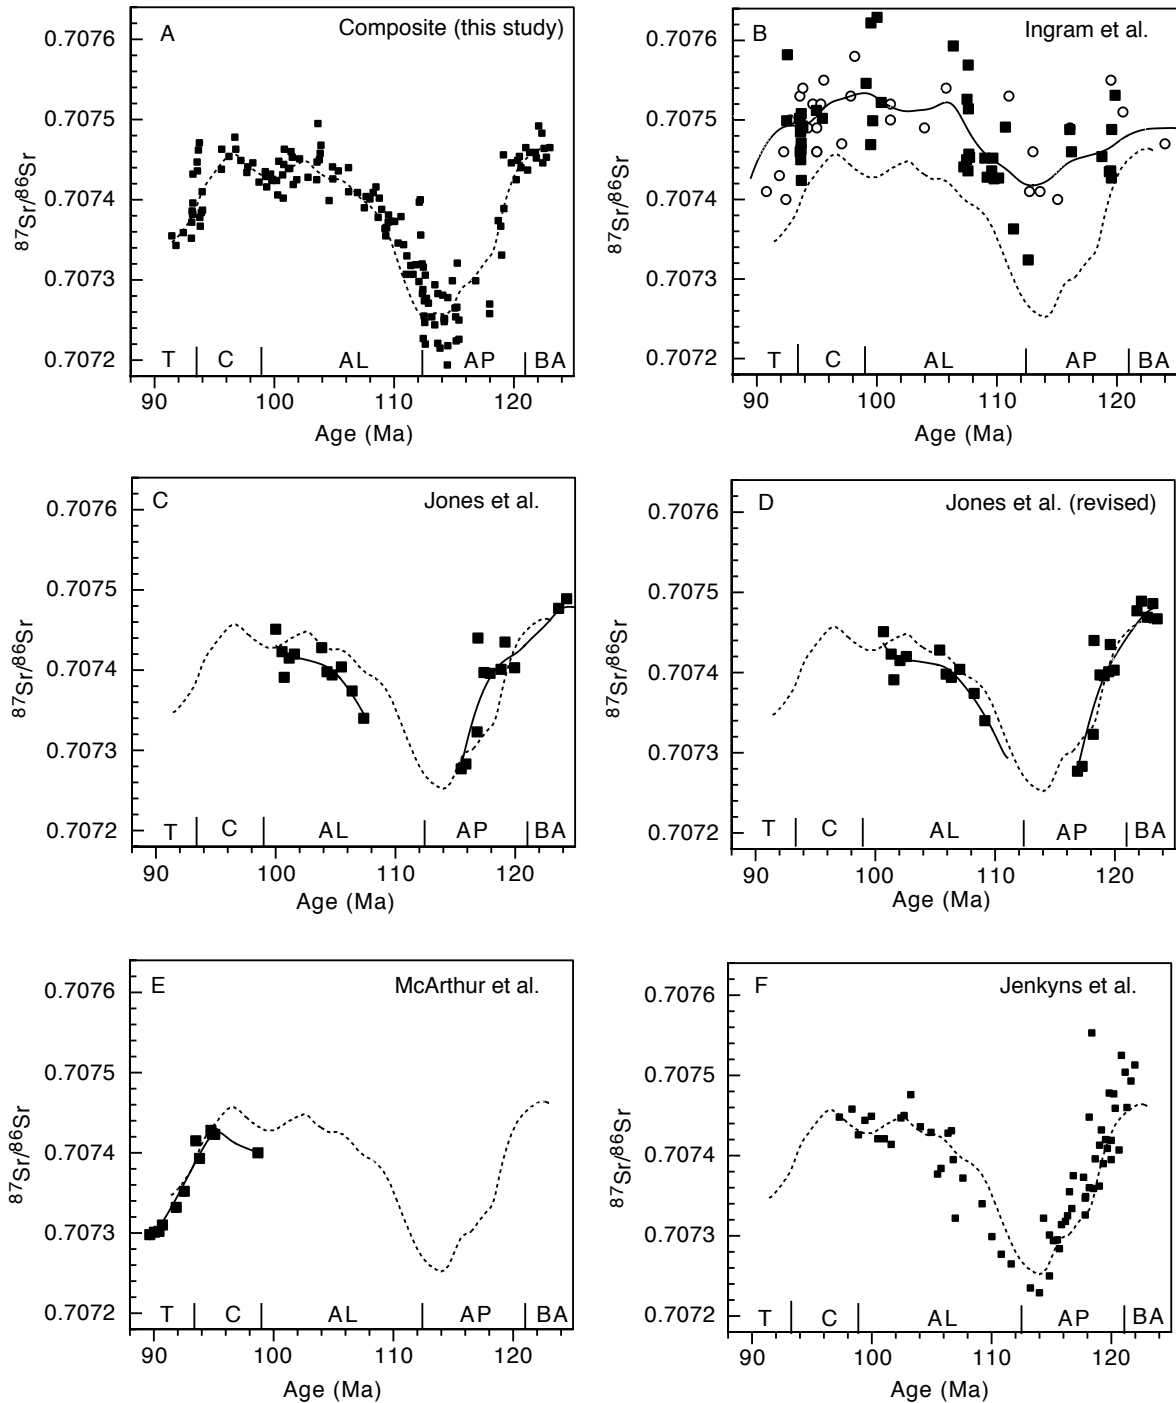 A
Composite (this study)
0.7076
0.7075
0.7074
0.7073
0.7072
87Sr/86Sr
T
C
AL
AP
BA
90
100
110
120
Age (Ma)
B
Ingram et al.
0.7076
0.7075
0.7074
0.7073
0.7072
87Sr/86Sr
T
C
AL
AP
BA
90
100
110
120
Age (Ma)
C
Jones et al.
0.7076
0.7075
0.7074
0.7073
0.7072
87Sr/86Sr
T
C
AL
AP
BA
90
100
110
120
Age (Ma)
D
Jones et al. (revised)
0.7076
0.7075
0.7074
0.7073
0.7072
87Sr/86Sr
T
C
AL
AP
BA
90
100
110
120
Age (Ma)
E
McArthur et al.
0.7076
0.7075
0.7074
0.7073
0.7072
87Sr/86Sr
T
C
AL
AP
BA
90
100
110
120
Age (Ma)
F
Jenkyns et al.
0.7076
0.7075
0.7074
0.7073
0.7072
87Sr/86Sr
T
C
AL
AP
BA
90
100
110
120
Age (Ma)